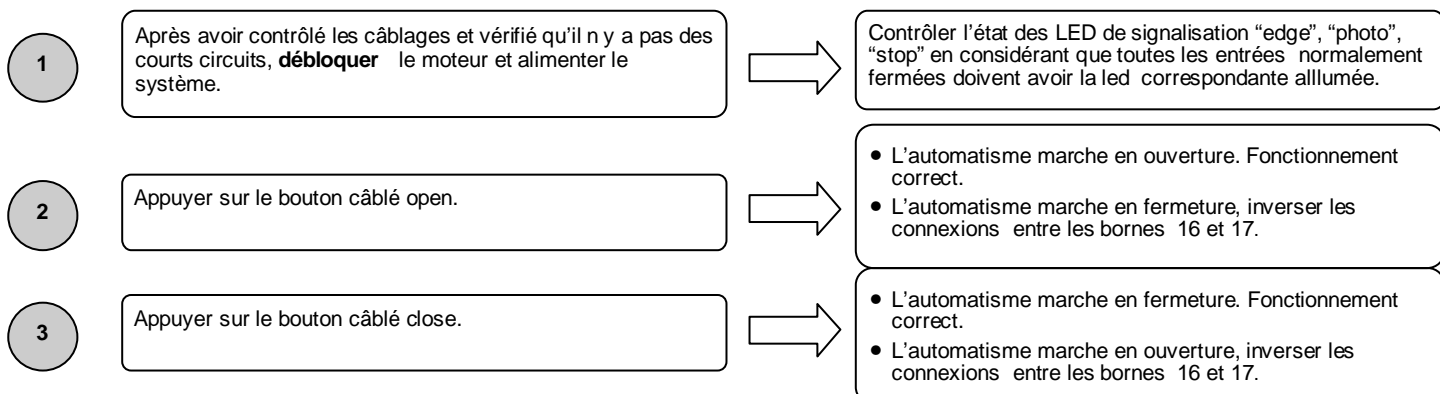 1
Après avoir contrôlé les câblages et vérifié qu'il n y a pas des
courts circuits, débloquer le moteur et alimenter le
système.
Contrôler l'état des LED de signalisation “edge”, “photo”,
“stop” en considérant que toutes les entrées normalement
fermées doivent avoir la led correspondante alllumée.
2
Appuyer sur le bouton câblé open.
• L'automatisme marche en ouverture. Fonctionnement
correct.
• L'automatisme marche en fermeture, inverser les
connexions entre les bornes 16 et 17.
3
Appuyer sur le bouton câblé close.
• L'automatisme marche en fermeture. Fonctionnement
correct.
• L'automatisme marche en ouverture, inverser les
connexions entre les bornes 16 et 17.